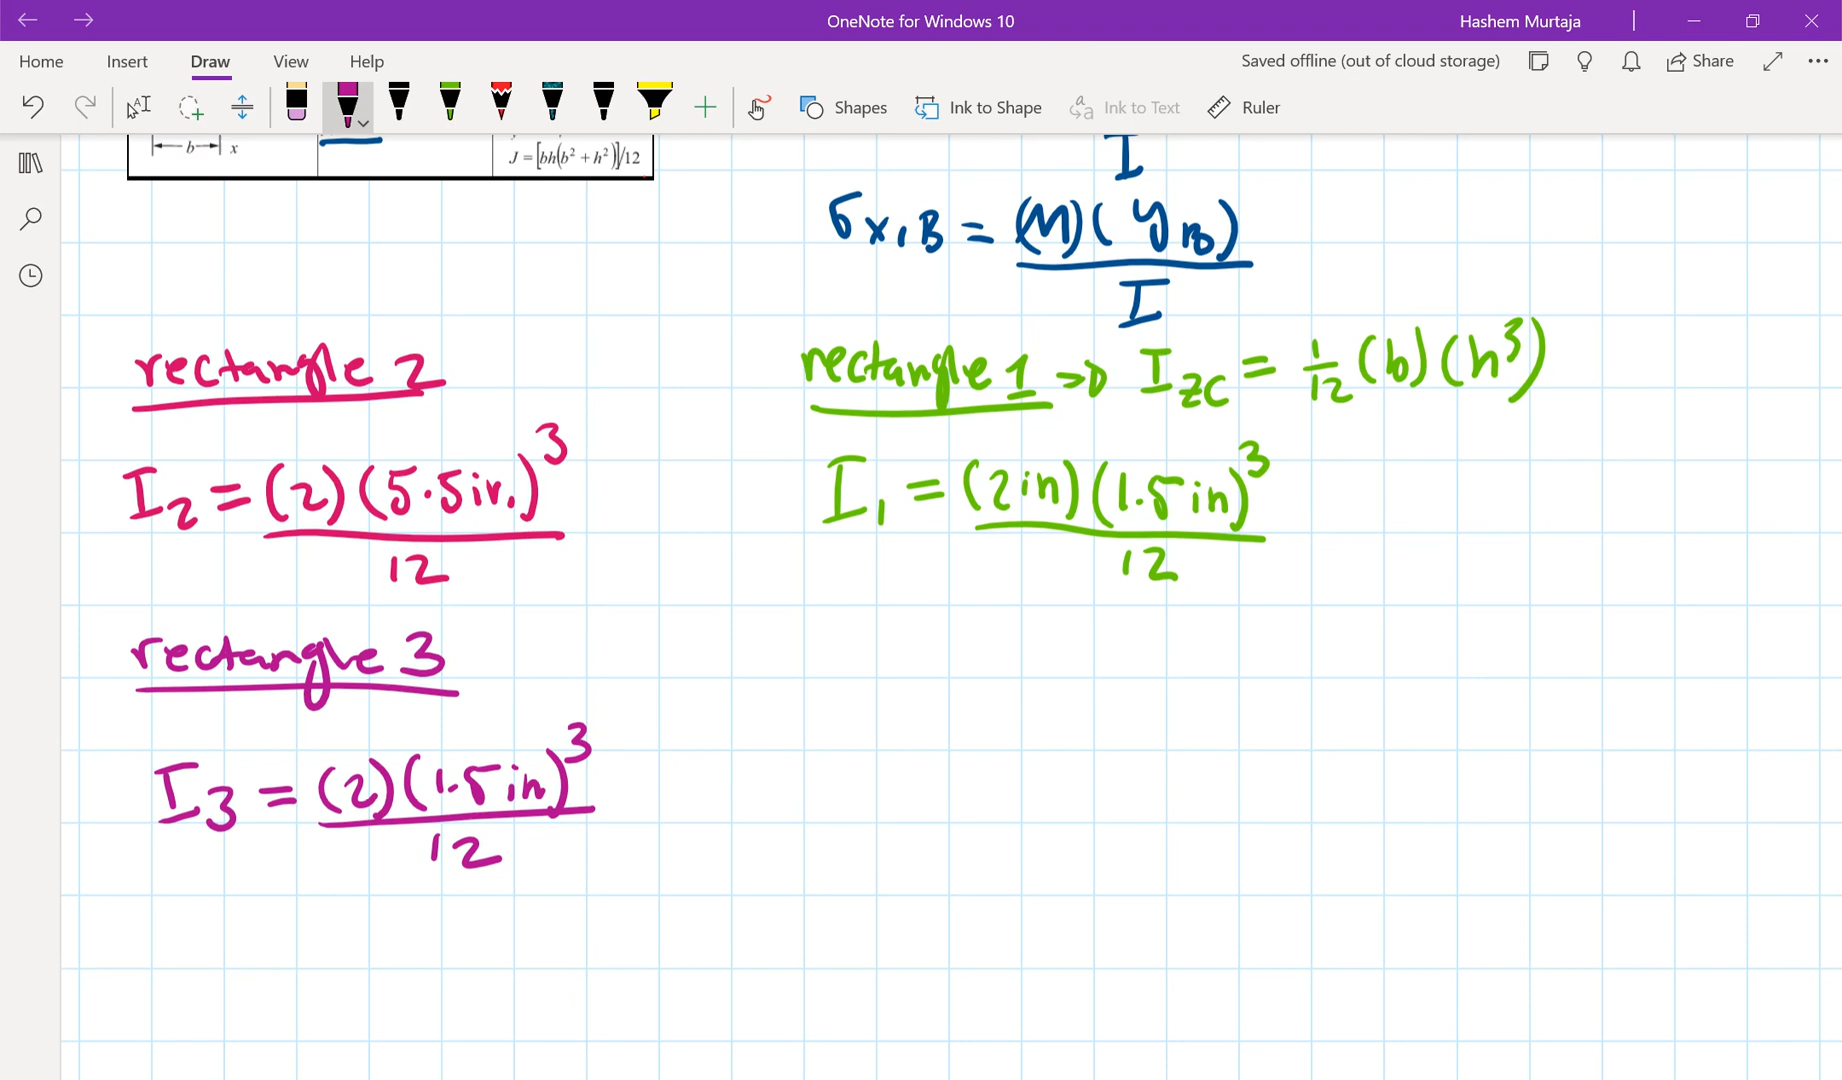 OneNote for Windows 10
Hashem Murtaja
Home Insert Draw View Help
Saved offline (out of cloud storage)
Share
Shapes
Ink to Shape
Ink to Text
Ruler
b x
J = [bh(b² + h²)]/12
I
σx,B = (M)(yB)
I
rectangle 2
I₂ = (2)(5.5in.)³
12
rectangle 3
I₃ = (2)(1.5in)³
12
rectangle 1 => Izc = 1/12 (b)(h³)
I₁ = (2in)(1.5in)³
12